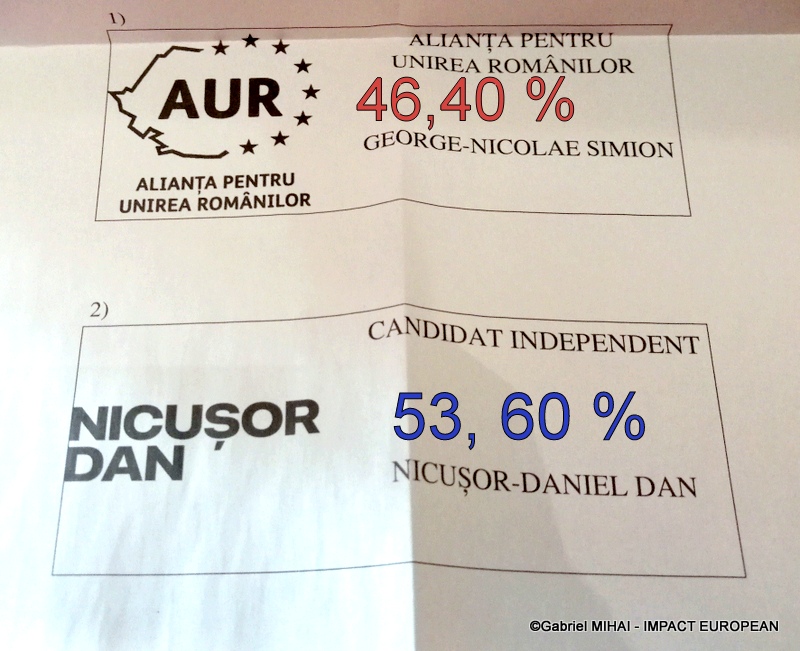 1)
AUR
ALIANȚA PENTRU
UNIREA ROMÂNILOR
ALIANȚA PENTRU
UNIREA ROMÂNILOR
46,40 %
GEORGE-NICOLAE SIMION
2)
NICUȘOR
DAN
CANDIDAT INDEPENDENT
53, 60 %
NICUȘOR-DANIEL DAN
©Gabriel MIHAI - IMPACT EUROPEAN